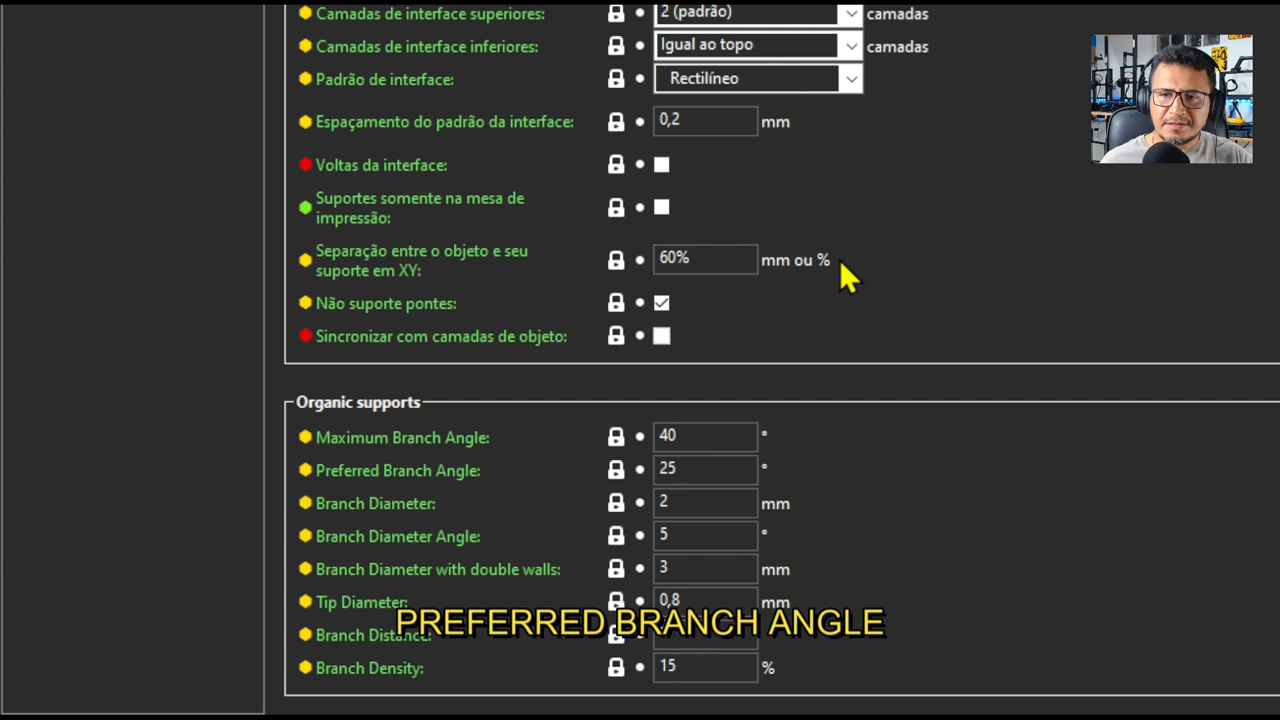 Camadas de interface superiores: 2 (padrão) camadas
Camadas de interface inferiores: Igual ao topo camadas
Padrão de interface: Rectilíneo
Espaçamento do padrão da interface: 0,2 mm
Voltas da interface:
Suportes somente na mesa de
impressão:
Separação entre o objeto e seu
suporte em XY: 60% mm ou %
Não suporte pontes:
Sincronizar com camadas de objeto:
Organic supports
Maximum Branch Angle: 40 °
Preferred Branch Angle: 25 °
Branch Diameter: 2 mm
Branch Diameter Angle: 5 °
Branch Diameter with double walls: 3 mm
Tip Diameter: 0,8 mm
PREFERRED BRANCH ANGLE
Branch Distance:
Branch Density: 15 %